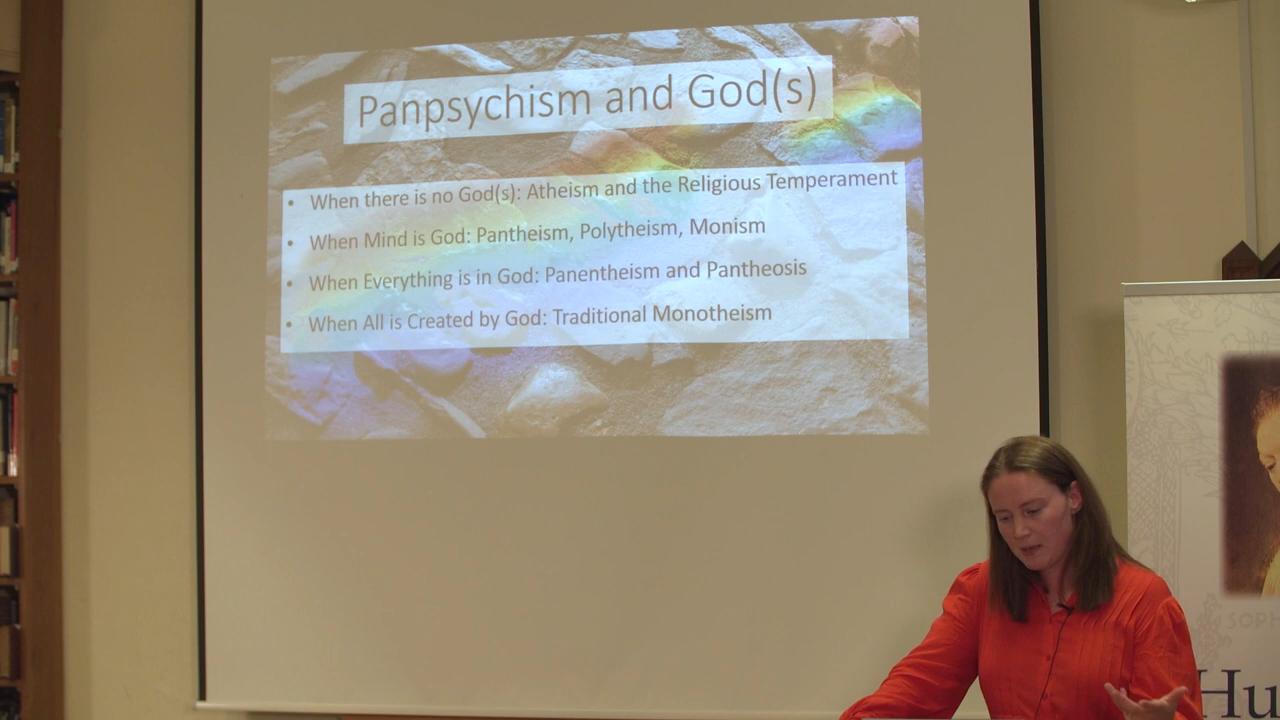 Panpsychism and God(s)
• When there is no God(s): Atheism and the Religious Temperament
• When Mind is God: Pantheism, Polytheism, Monism
• When Everything is in God: Panentheism and Pantheosis
• When All is Created by God: Traditional Monotheism
SOPH
Hu